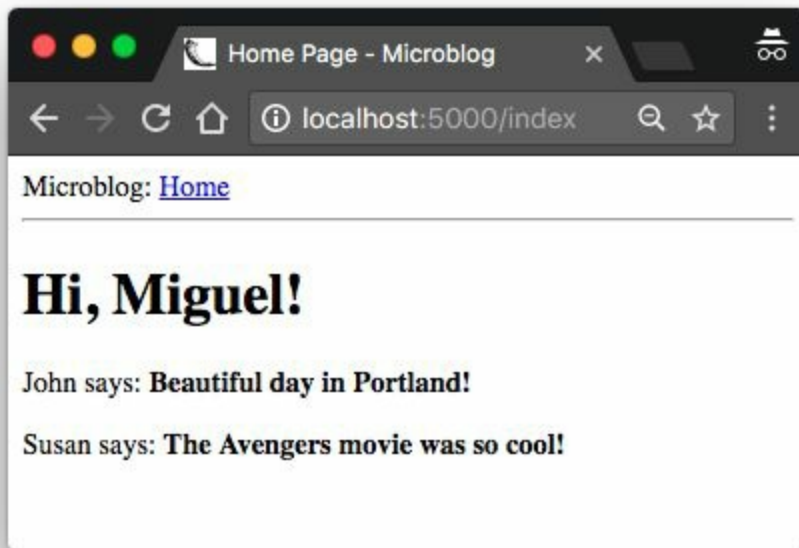 Home Page - Microblog
localhost:5000/index
Microblog: Home
Hi, Miguel!
John says: Beautiful day in Portland!
Susan says: The Avengers movie was so cool!